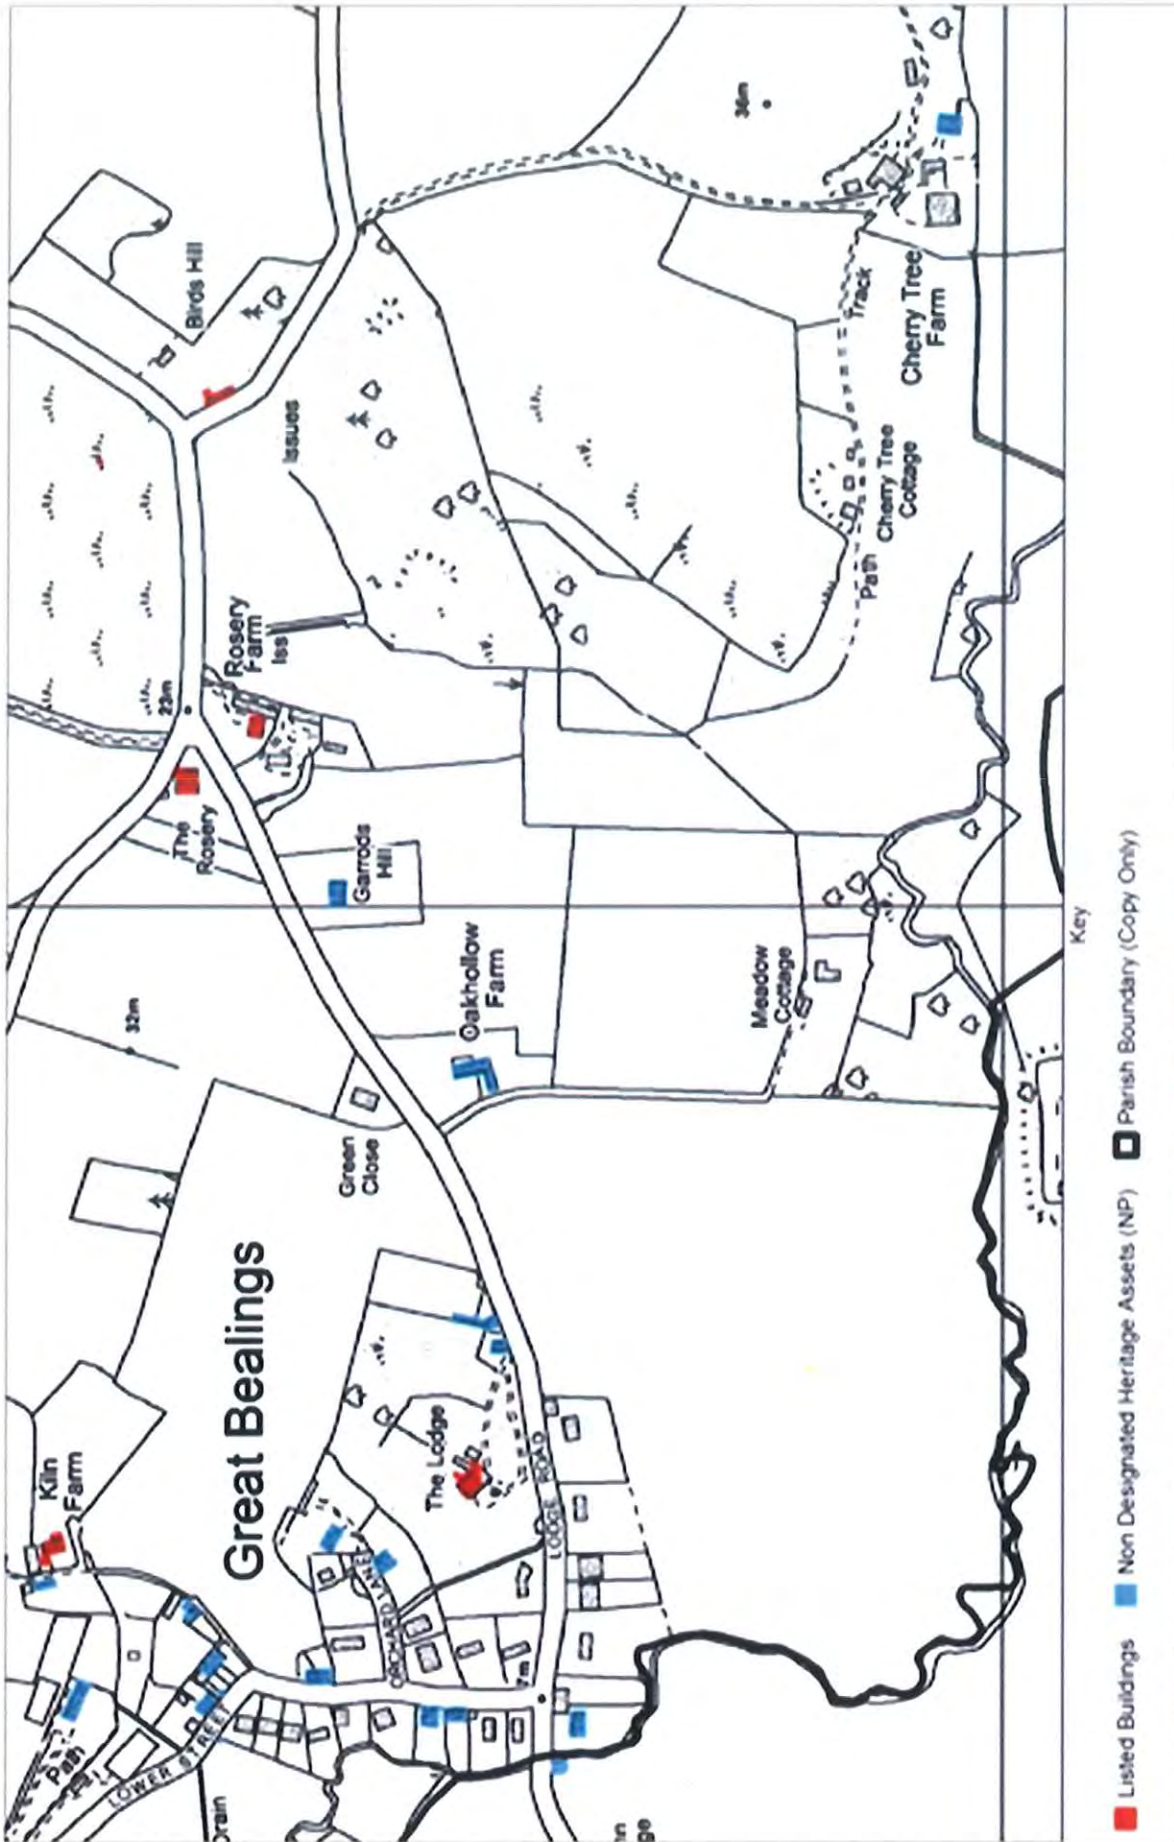 Birds Hill
36m
Issues
Track
Cherry Tree
Farm
Cherry Tree
Cottage
Path
Rosery
Farm
Iss
23m
The
Rosery
Garrods
Hill
32m
Oakhollow
Farm
Meadow
Cottage
Green
Close
Great Bealings
Kiln
Farm
The Lodge
LODGE ROAD
ORCHARD LANE
7m
Path
LOWER STREET
Drain
Key
Listed Buildings
Non Designated Heritage Assets (NP)
Parish Boundary (Copy Only)